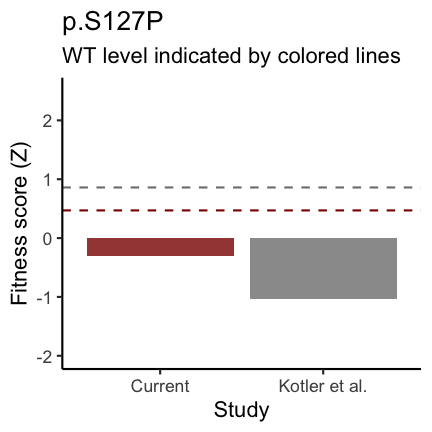 p.S127P
WT level indicated by colored lines
Fitness score (Z)
2
1
0
-1
-2
Current
Kotler et al.
Study